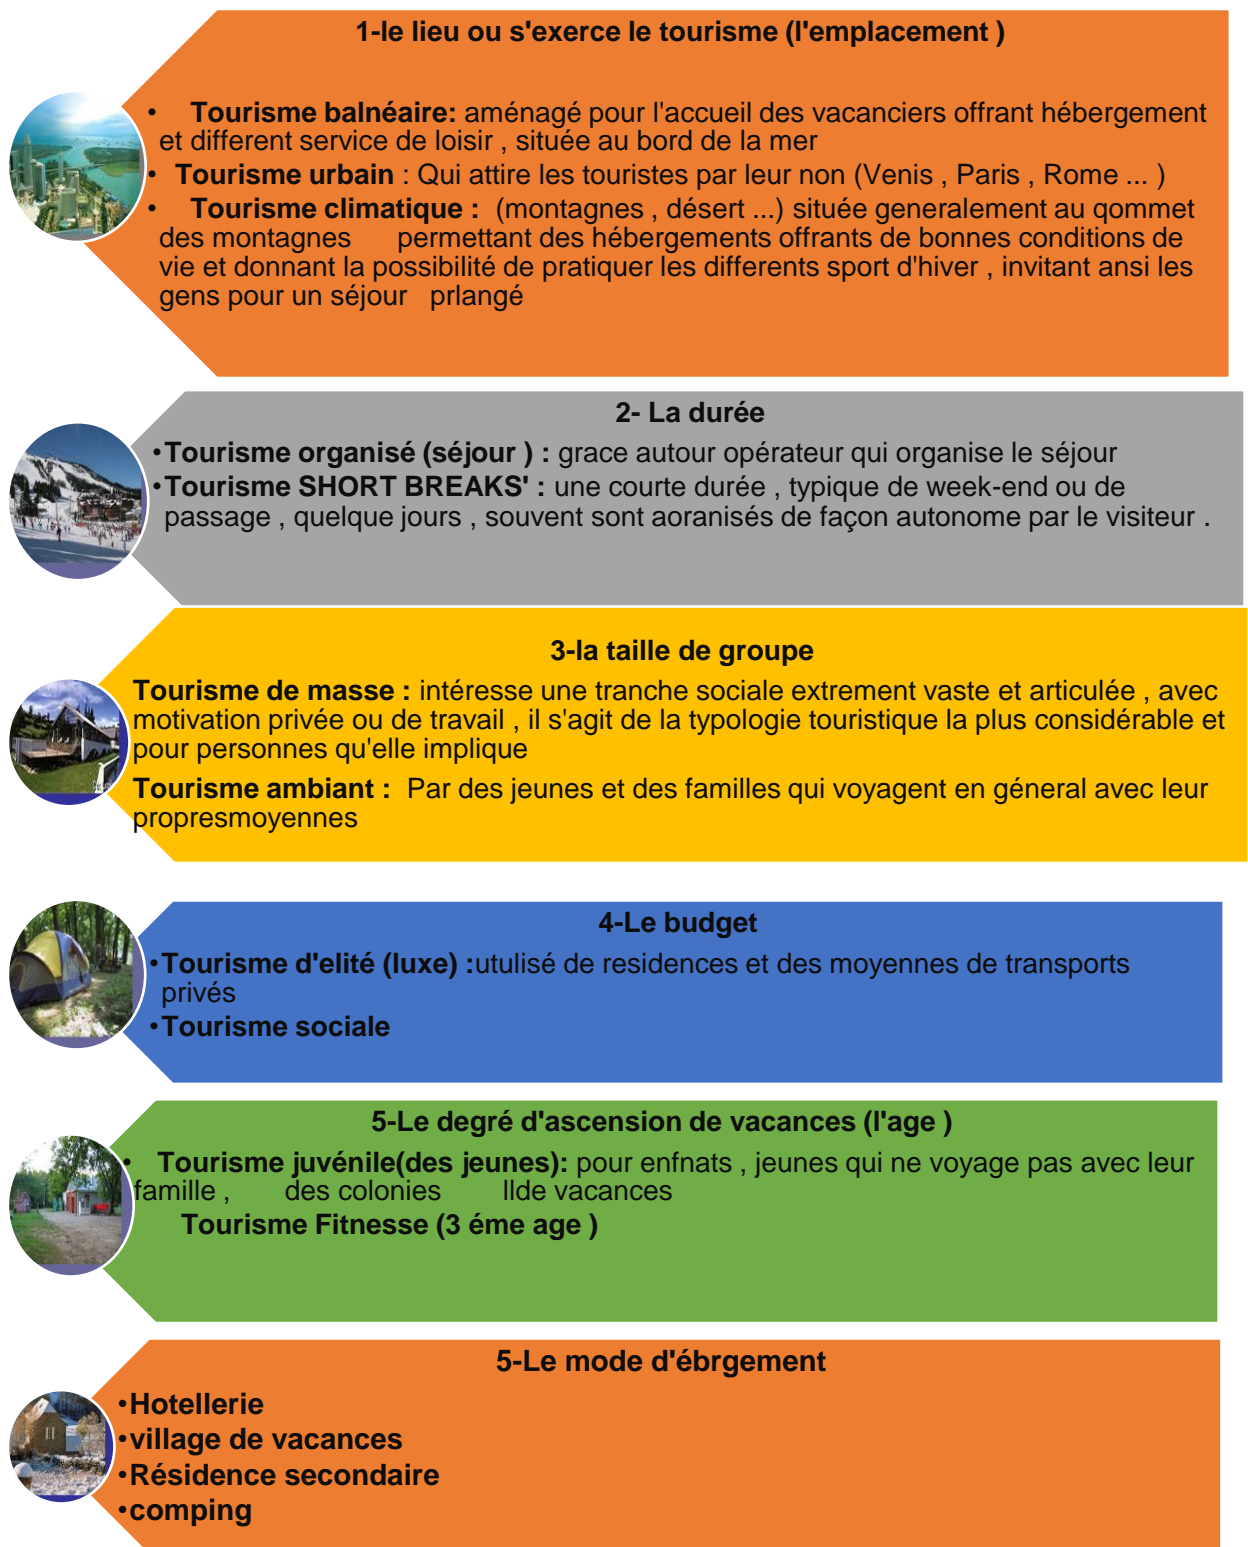 1-le lieu ou s'exerce le tourisme (l'emplacement )
• Tourisme balnéaire: aménagé pour l'accueil des vacanciers offrant hébergement
et different service de loisir , située au bord de la mer
• Tourisme urbain : Qui attire les touristes par leur non (Venis , Paris , Rome ... )
• Tourisme climatique : (montagnes , désert ...) située generalement au qommet
des montagnes permettant des hébergements offrants de bonnes conditions de
vie et donnant la possibilité de pratiquer les differents sport d'hiver , invitant ansi les
gens pour un séjour prlangé
2- La durée
•Tourisme organisé (séjour ) : grace autour opérateur qui organise le séjour
•Tourisme SHORT BREAKS' : une courte durée , typique de week-end ou de
passage , quelque jours , souvent sont aoranisés de façon autonome par le visiteur .
3-la taille de groupe
Tourisme de masse : intéresse une tranche sociale extrement vaste et articulée , avec
motivation privée ou de travail , il s'agit de la typologie touristique la plus considérable et
pour personnes qu'elle implique
Tourisme ambiant : Par des jeunes et des familles qui voyagent en géneral avec leur
propresmoyennes
4-Le budget
•Tourisme d'elité (luxe) :utulisé de residences et des moyennes de transports
privés
•Tourisme sociale
5-Le degré d'ascension de vacances (l'age )
• Tourisme juvénile(des jeunes): pour enfnats , jeunes qui ne voyage pas avec leur
famille , des colonies llde vacances
Tourisme Fitnesse (3 éme age )
5-Le mode d'ébrgement
•Hotellerie
•village de vacances
•Résidence secondaire
•comping